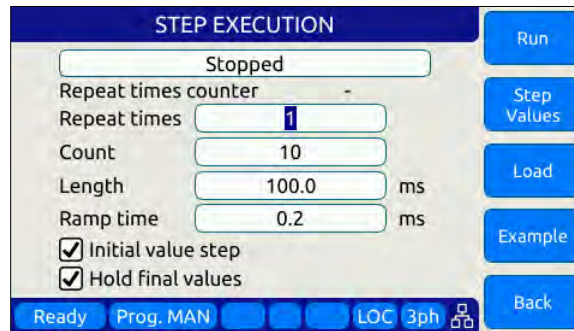 STEP EXECUTION
Stopped
Repeat times counter -
Repeat times 1
Count 10
Length 100.0 ms
Ramp time 0.2 ms
Initial value step
Hold final values
Ready Prog. MAN LOC 3ph
Run
Step
Values
Load
Example
Back